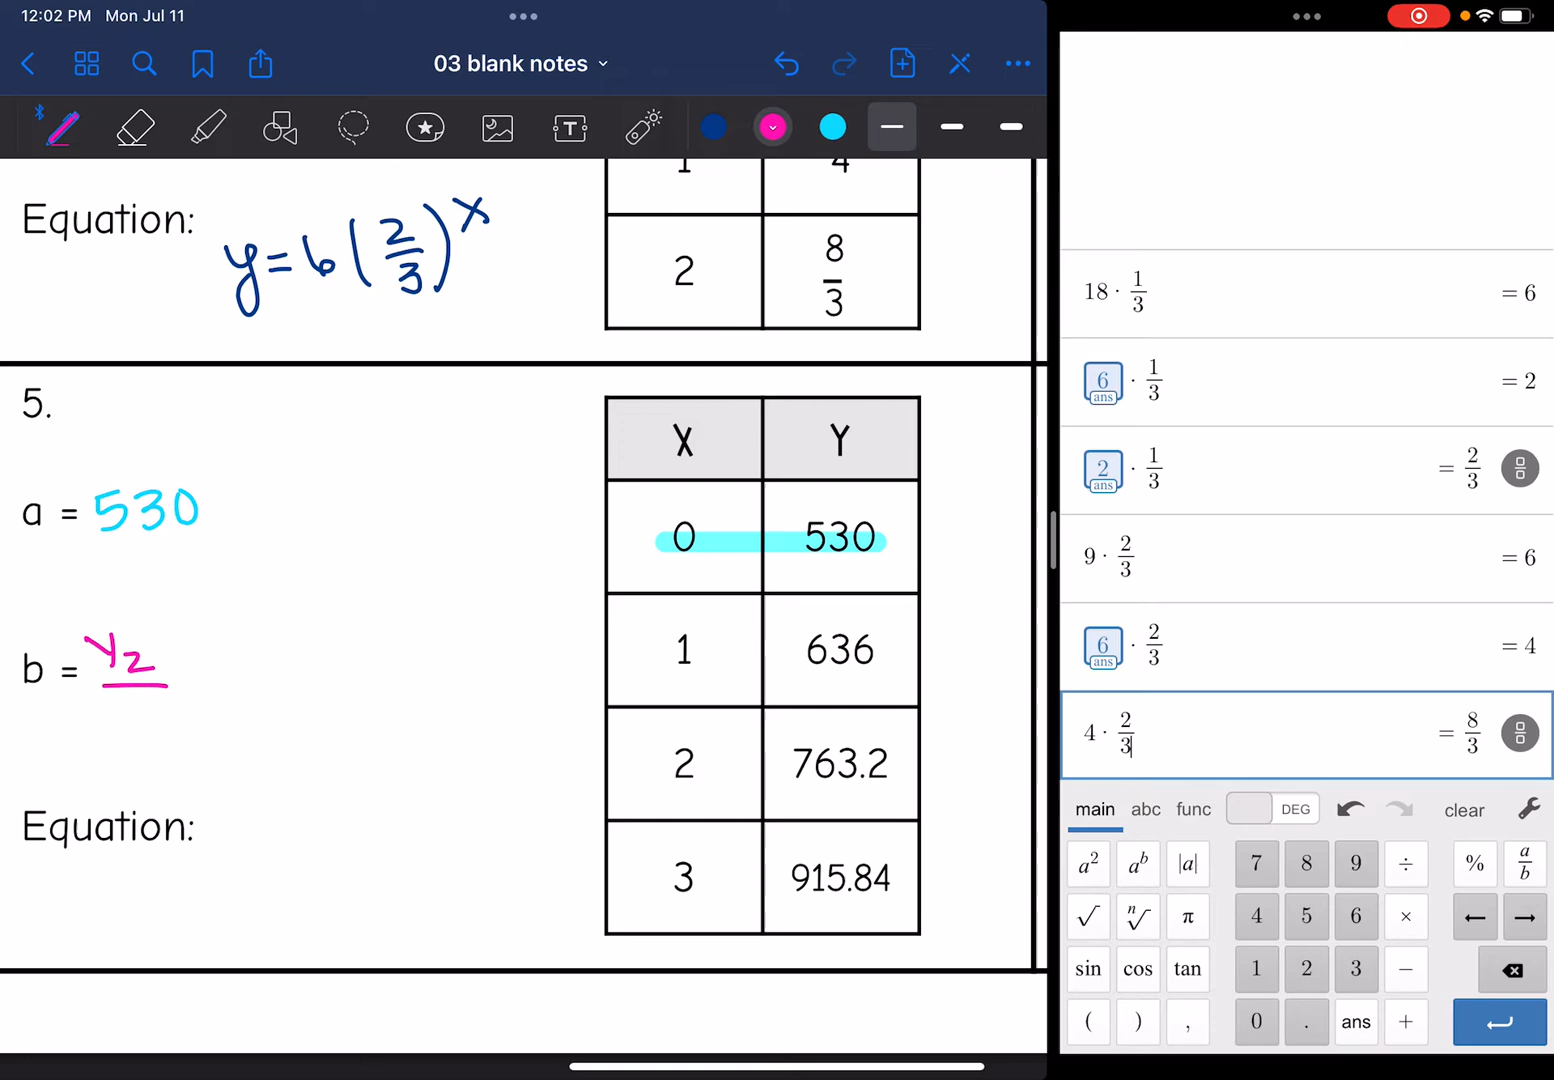 12:02 PM Mon Jul 11
03 blank notes
T
1 4
Equation: y = 6 (2/3)^x
2 8/3
5.
X Y
a = 530
0 530
1 636
b = y2
2 763.2
Equation:
3 915.84
18 · 1/3 = 6
6 ans · 1/3 = 2
2 ans · 1/3 = 2/3
9 · 2/3 = 6
6 ans · 2/3 = 4
4 · 2/3 = 8/3
main abc func DEG clear
a² aᵇ |a| 7 8 9 ÷ % a/b
√ ⁿ√ π 4 5 6 × ← →
sin cos tan 1 2 3 −
( ) , 0 . ans +